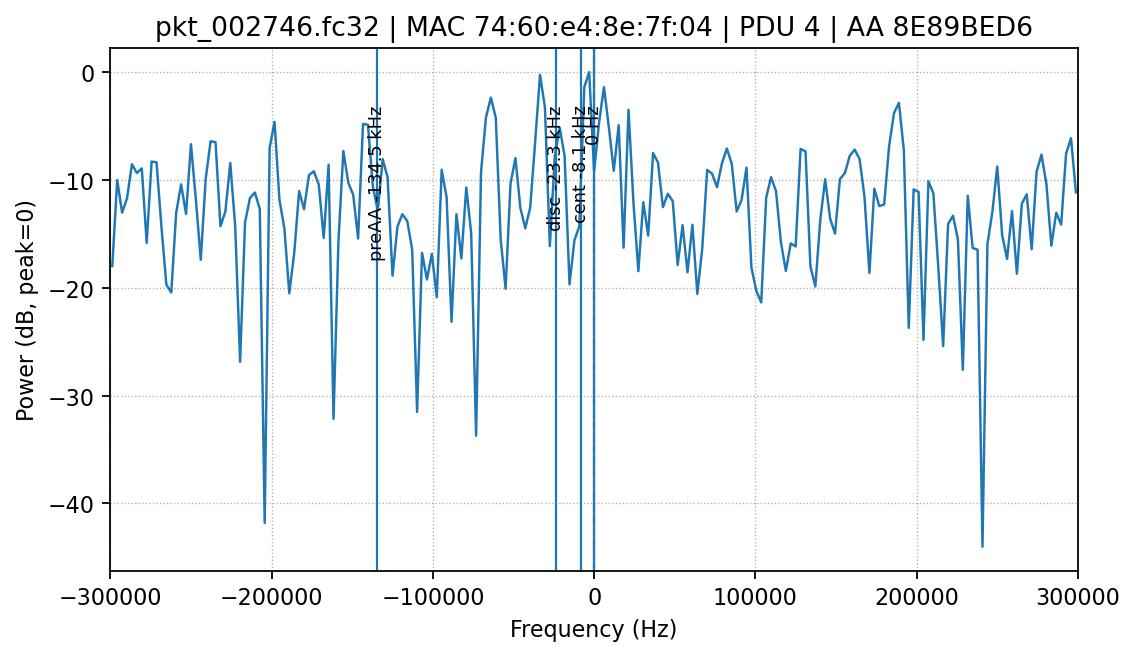 pkt_002746.fc32 | MAC 74:60:e4:8e:7f:04 | PDU 4 | AA 8E89BED6
Power (dB, peak=0)
0
−10
−20
−30
−40
preAA -134.5 kHz
disc -23.3 kHz
cent -8.1 kHz
0 Hz
−300000
−200000
−100000
0
100000
200000
300000
Frequency (Hz)